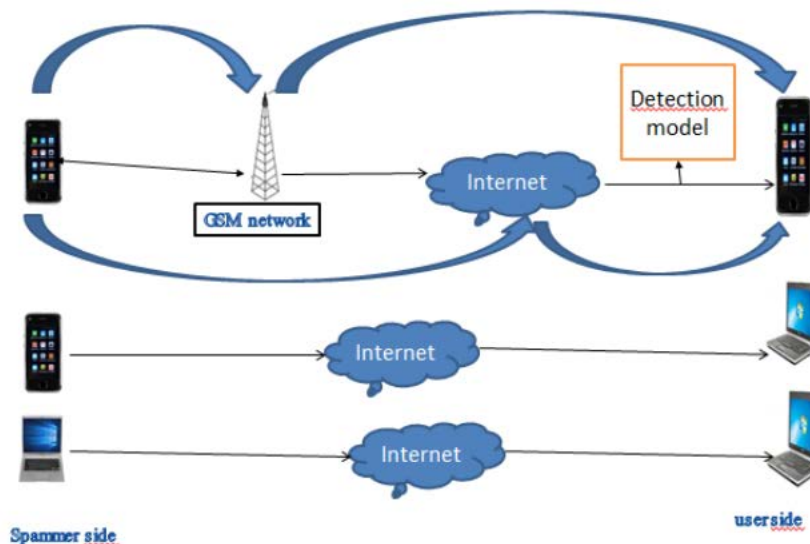 Detection
model
Internet
GSM network
Internet
Internet
Spammer side
userside